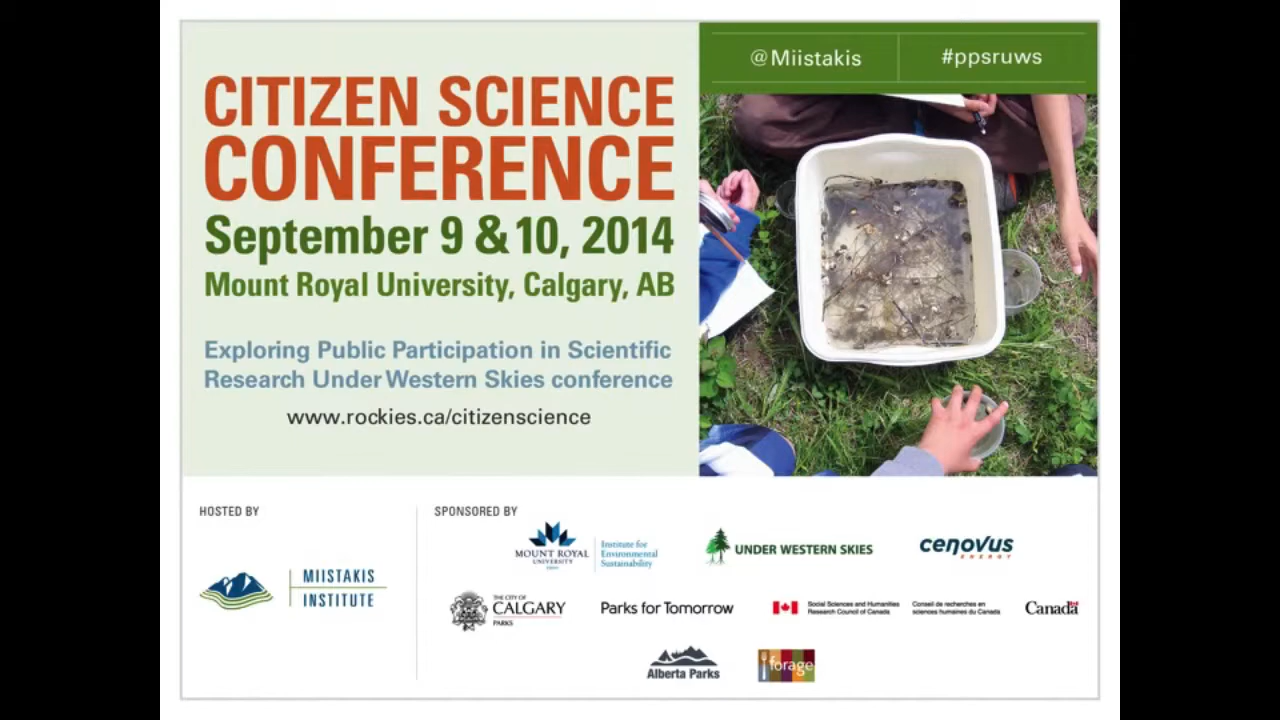 @Miistakis
#ppsruws
CITIZEN SCIENCE
CONFERENCE
September 9 & 10, 2014
Mount Royal University, Calgary, AB
Exploring Public Participation in Scientific
Research Under Western Skies conference
www.rockies.ca/citizenscience
HOSTED BY
MIISTAKIS
INSTITUTE
SPONSORED BY
MOUNT ROYAL
UNIVERSITY
Institute for
Environmental
Sustainability
UNDER WESTERN SKIES
cenovus
ENERGY
THE CITY OF
CALGARY
PARKS
Parks for Tomorrow
Social Sciences and Humanities
Research Council of Canada
Conseil de recherches en
sciences humaines du Canada
Canada
Alberta Parks
forage